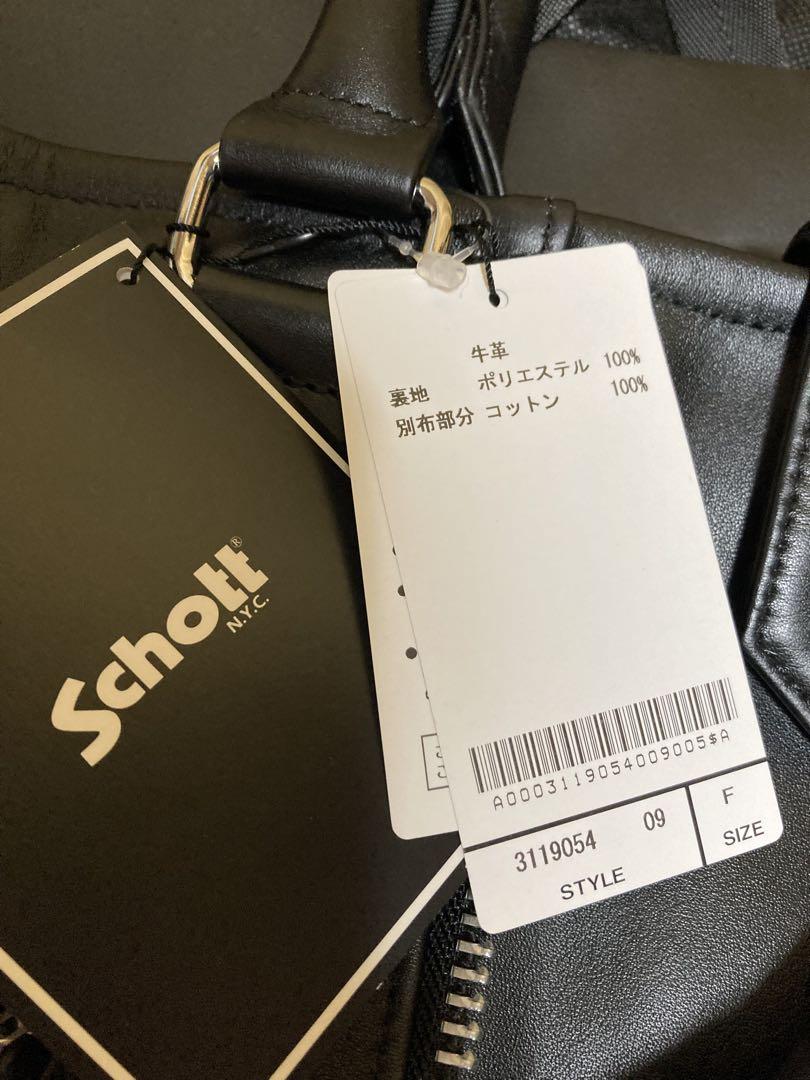 Schott®
N.Y.C.
牛革
裏地 ポリエステル 100%
別布部分 コットン 100%
A0003119054009005$A
3119054 09
STYLE
F
SIZE